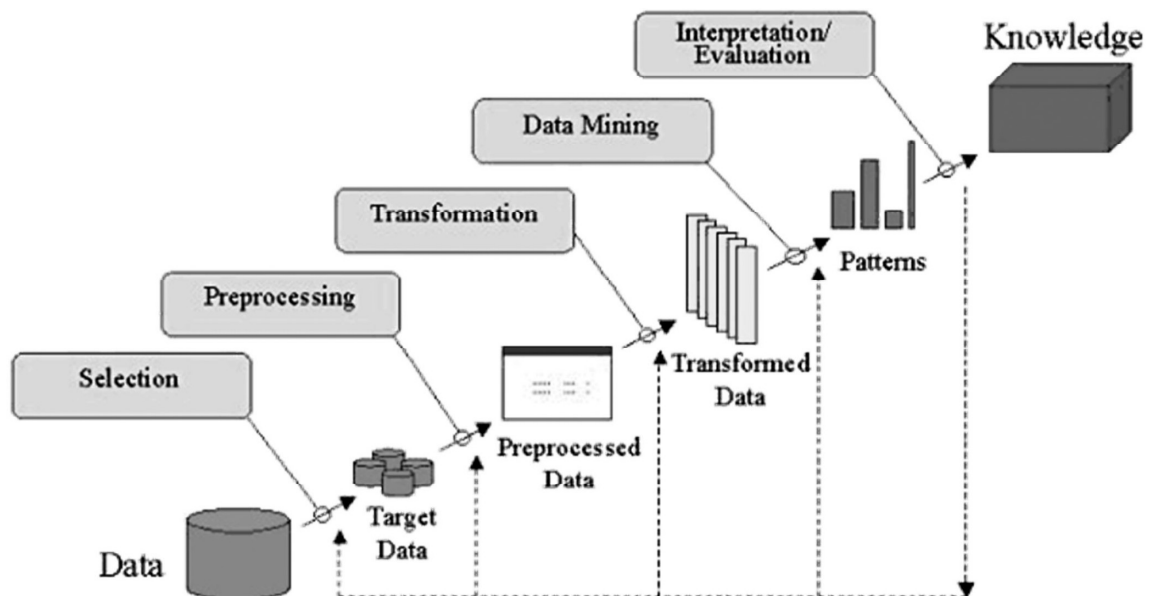 Interpretation/
Evaluation
Knowledge
Data Mining
Transformation
Patterns
Preprocessing
Transformed
Data
Selection
Preprocessed
Data
Target
Data
Data